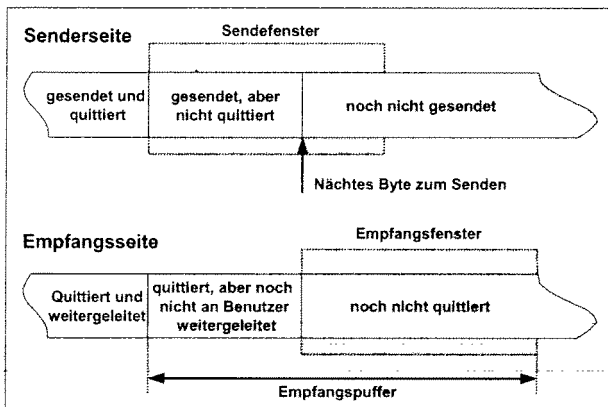 Senderseite
Sendefenster
gesendet und
quittiert
gesendet, aber
nicht quittiert
noch nicht gesendet
Nächtes Byte zum Senden
Empfangsseite
Empfangsfenster
Quittiert und
weitergeleitet
quittiert, aber noch
nicht an Benutzer
weitergeleitet
noch nicht quittiert
Empfangspuffer